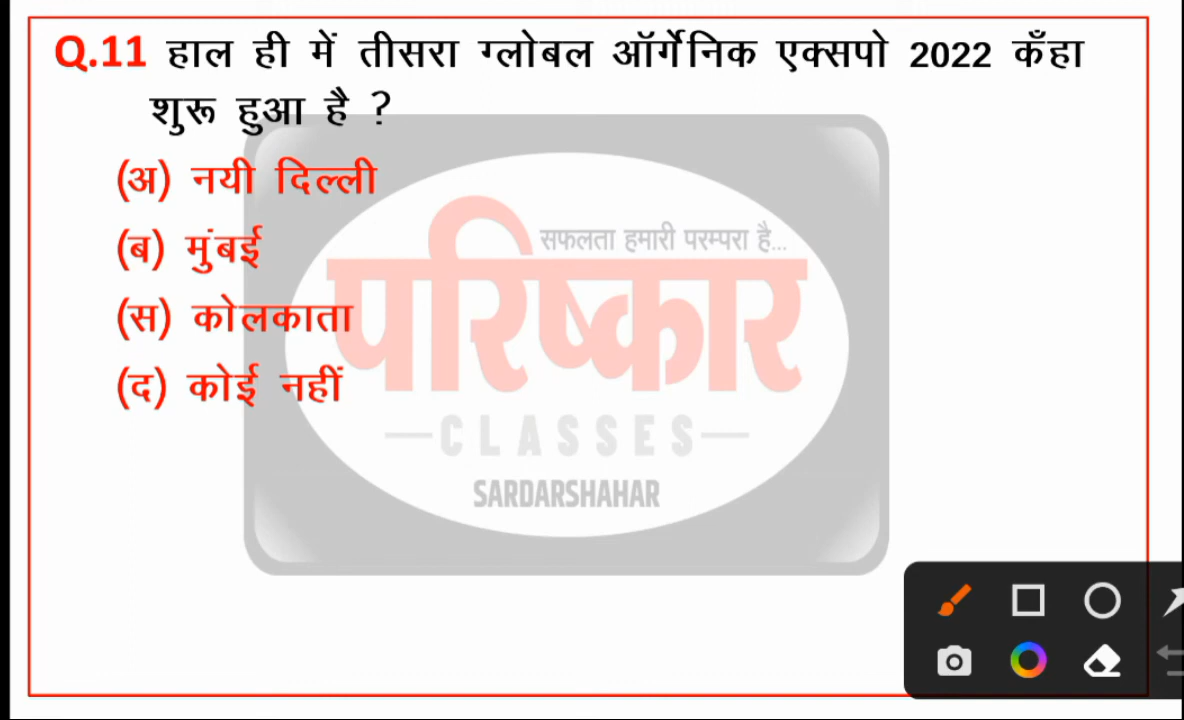 Q.11 हाल ही में तीसरा ग्लोबल ऑर्गेनिक एक्सपो 2022 कँहा
शुरू हुआ है ?
(अ) नयी दिल्ली
(ब) मुंबई
(स) कोलकाता
(द) कोई नहीं
सफलता हमारी परम्परा है...
परिष्कार
CLASSES
SARDARSHAHAR